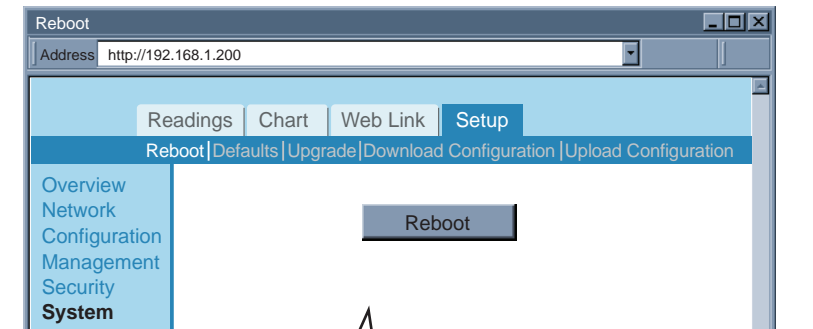 Reboot
Address http://192.168.1.200
Readings Chart Web Link Setup
Reboot|Defaults|Upgrade|Download Configuration |Upload Configuration
Overview
Network
Configuration
Management
Security
System
Reboot